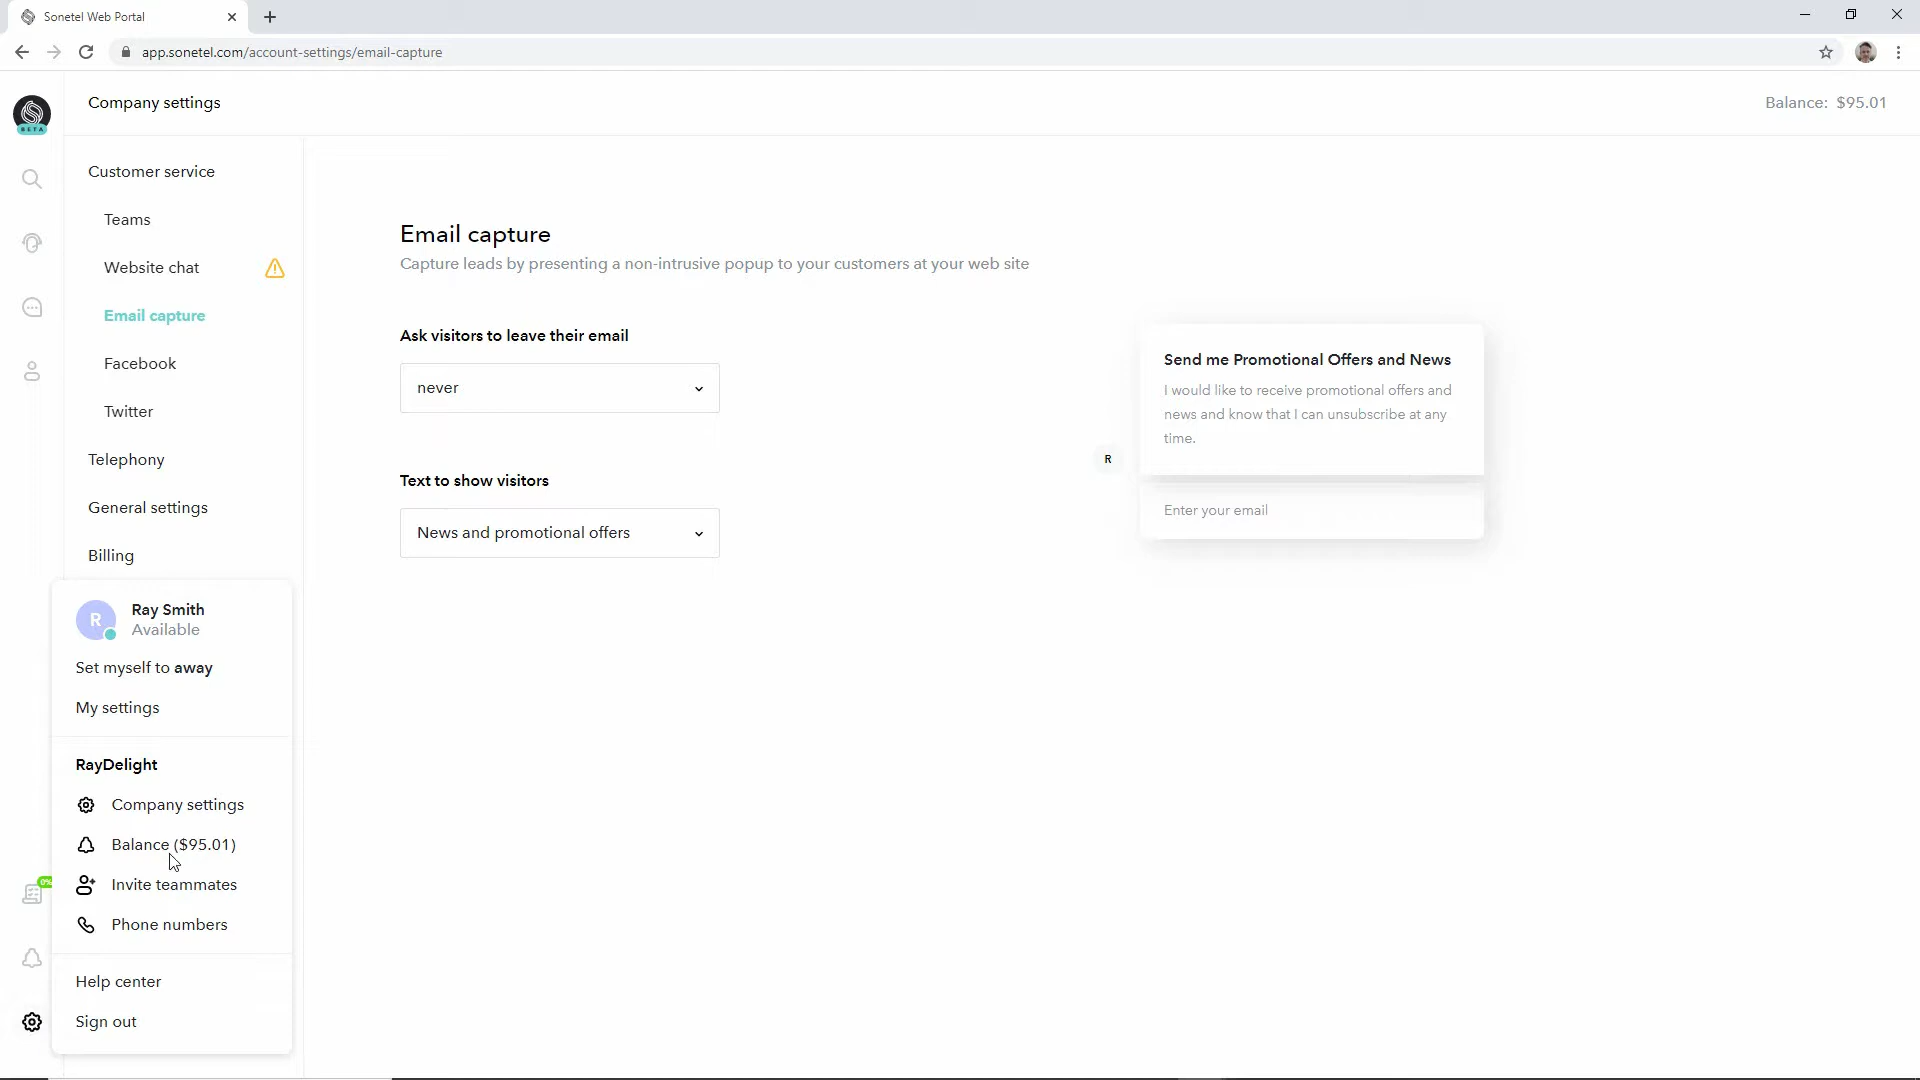 Sonetel Web Portal
app.sonetel.com/account-settings/email-capture
BETA
Company settings
Balance: $95.01
Customer service
Teams
Website chat
Email capture
Facebook
Twitter
Telephony
General settings
Billing
Email capture
Capture leads by presenting a non-intrusive popup to your customers at your web site
Ask visitors to leave their email
never
Text to show visitors
News and promotional offers
Send me Promotional Offers and News
I would like to receive promotional offers and
news and know that I can unsubscribe at any
time.
R
Enter your email
R
Ray Smith
Available
Set myself to away
My settings
RayDelight
Company settings
Balance ($95.01)
Invite teammates
Phone numbers
Help center
Sign out
0%